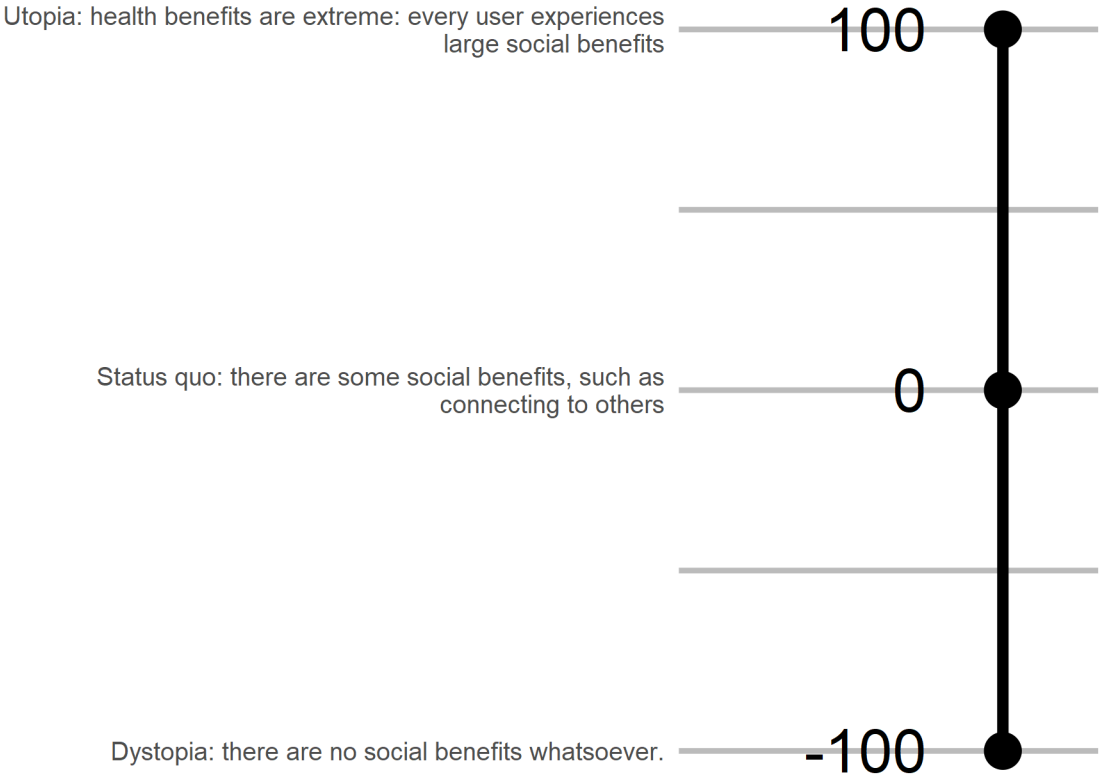 Utopia: health benefits are extreme: every user experiences
large social benefits
100
Status quo: there are some social benefits, such as
connecting to others
0
Dystopia: there are no social benefits whatsoever.
-100